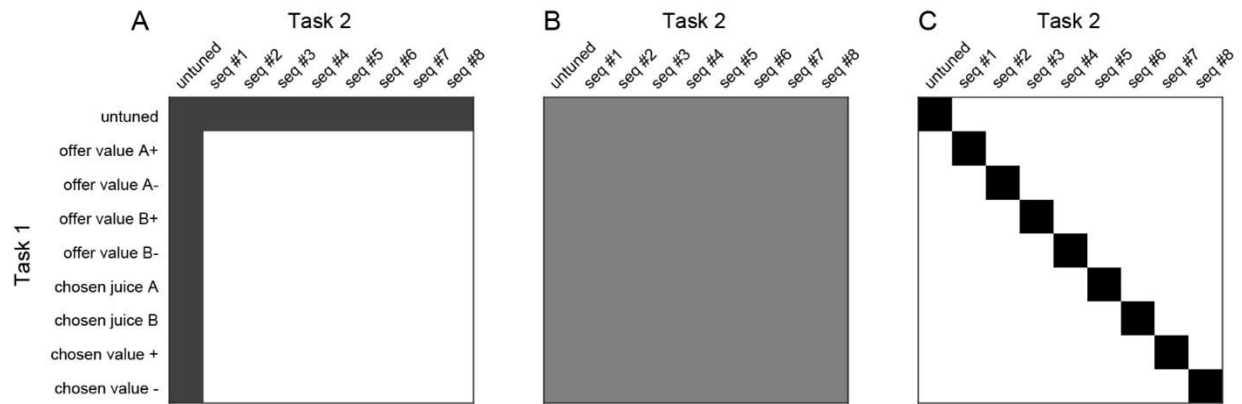 A Task 2 B Task 2 C Task 2
untuned seq #1 seq #2 seq #3 seq #4 seq #5 seq #6 seq #7 seq #8 untuned seq #1 seq #2 seq #3 seq #4 seq #5 seq #6 seq #7 seq #8 untuned seq #1 seq #2 seq #3 seq #4 seq #5 seq #6 seq #7 seq #8
Task 1
untuned
offer value A+
offer value A-
offer value B+
offer value B-
chosen juice A
chosen juice B
chosen value +
chosen value -